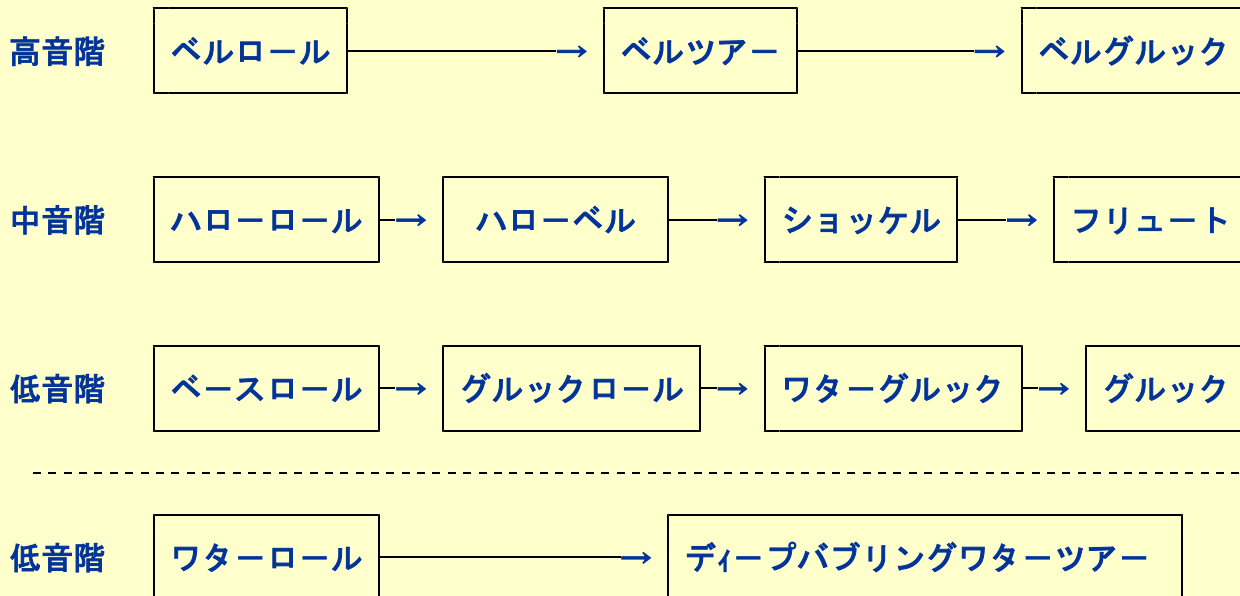 高音階 ベルロール → ベルツアー → ベルグルック
中音階 ハローロール → ハローベル → ショッケル → フリュート
低音階 ベースロール → グルックロール → ワターグルック → グルック
低音階 ワターロール → ディープバブリングワターツアー